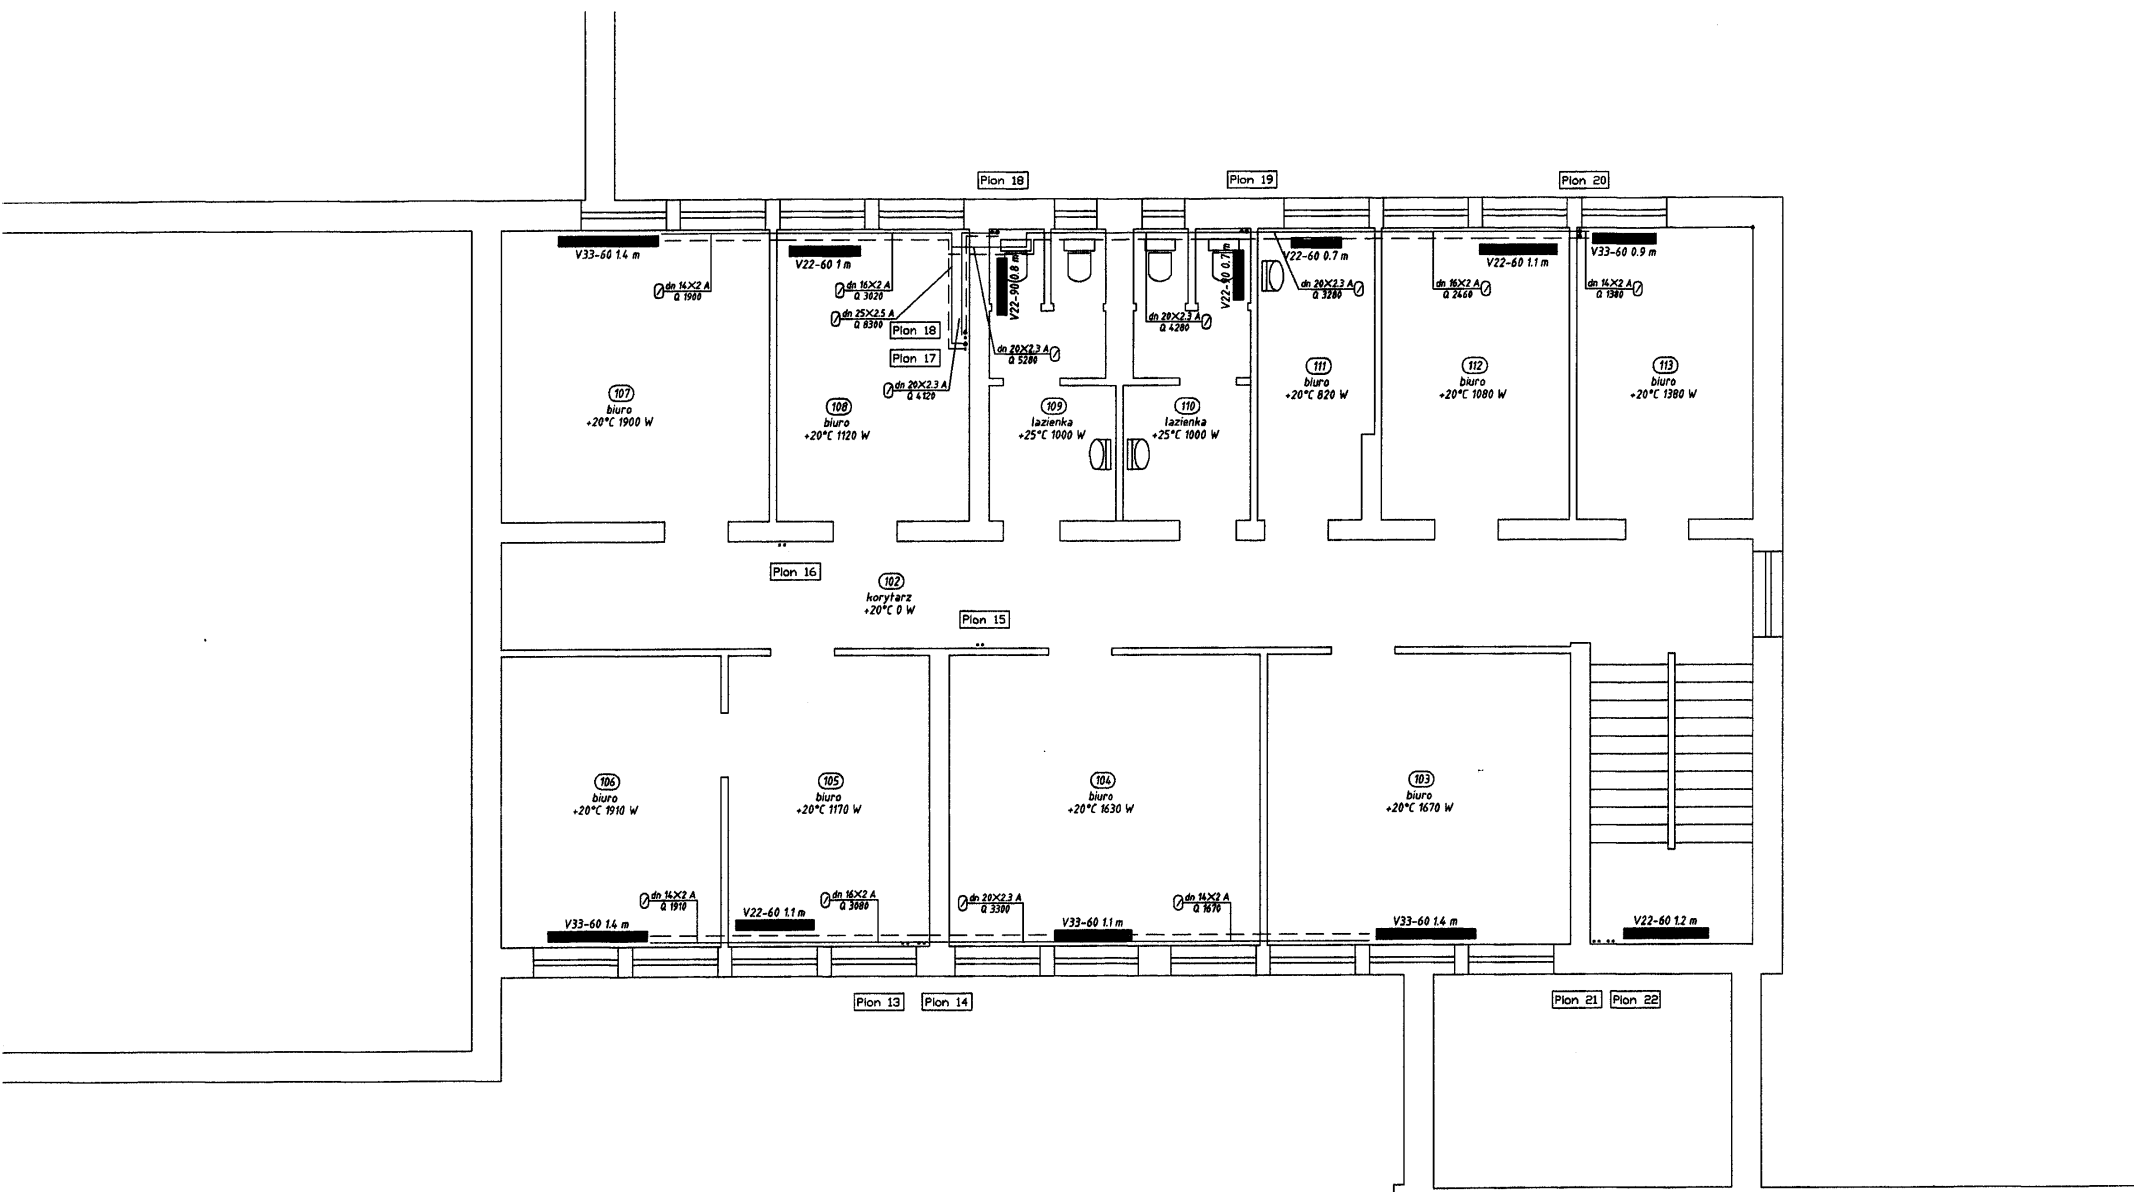 Pion 18
Pion 19
Pion 20
V33-60 1.4 m
V22-60 1 m
V22-90 0.8 m
V22-90 0.7 m
V22-60 0.7 m
V22-60 1.1 m
V33-60 0.9 m
dn 14X2 A
Q 1900
dn 16X2 A
Q 3020
dn 25X2.5 A
Q 8300
Pion 18
Pion 17
dn 20X2.3 A
Q 4120
dn 20X2.3 A
Q 5280
dn 20X2.3 A
Q 4280
dn 20X2.3 A
Q 3280
dn 16X2 A
Q 2460
dn 14X2 A
Q 1380
107
biuro
+20°C 1900 W
108
biuro
+20°C 1120 W
109
lazienka
+25°C 1000 W
110
lazienka
+25°C 1000 W
111
biuro
+20°C 820 W
112
biuro
+20°C 1080 W
113
biuro
+20°C 1380 W
Pion 16
102
korytarz
+20°C 0 W
Pion 15
106
biuro
+20°C 1910 W
105
biuro
+20°C 1170 W
104
biuro
+20°C 1630 W
103
biuro
+20°C 1670 W
dn 14X2 A
Q 1910
dn 16X2 A
Q 3080
dn 20X2.3 A
Q 3300
dn 14X2 A
Q 1670
V33-60 1.4 m
V22-60 1.1 m
V33-60 1.1 m
V33-60 1.4 m
V22-60 1.2 m
Pion 13
Pion 14
Pion 21
Pion 22